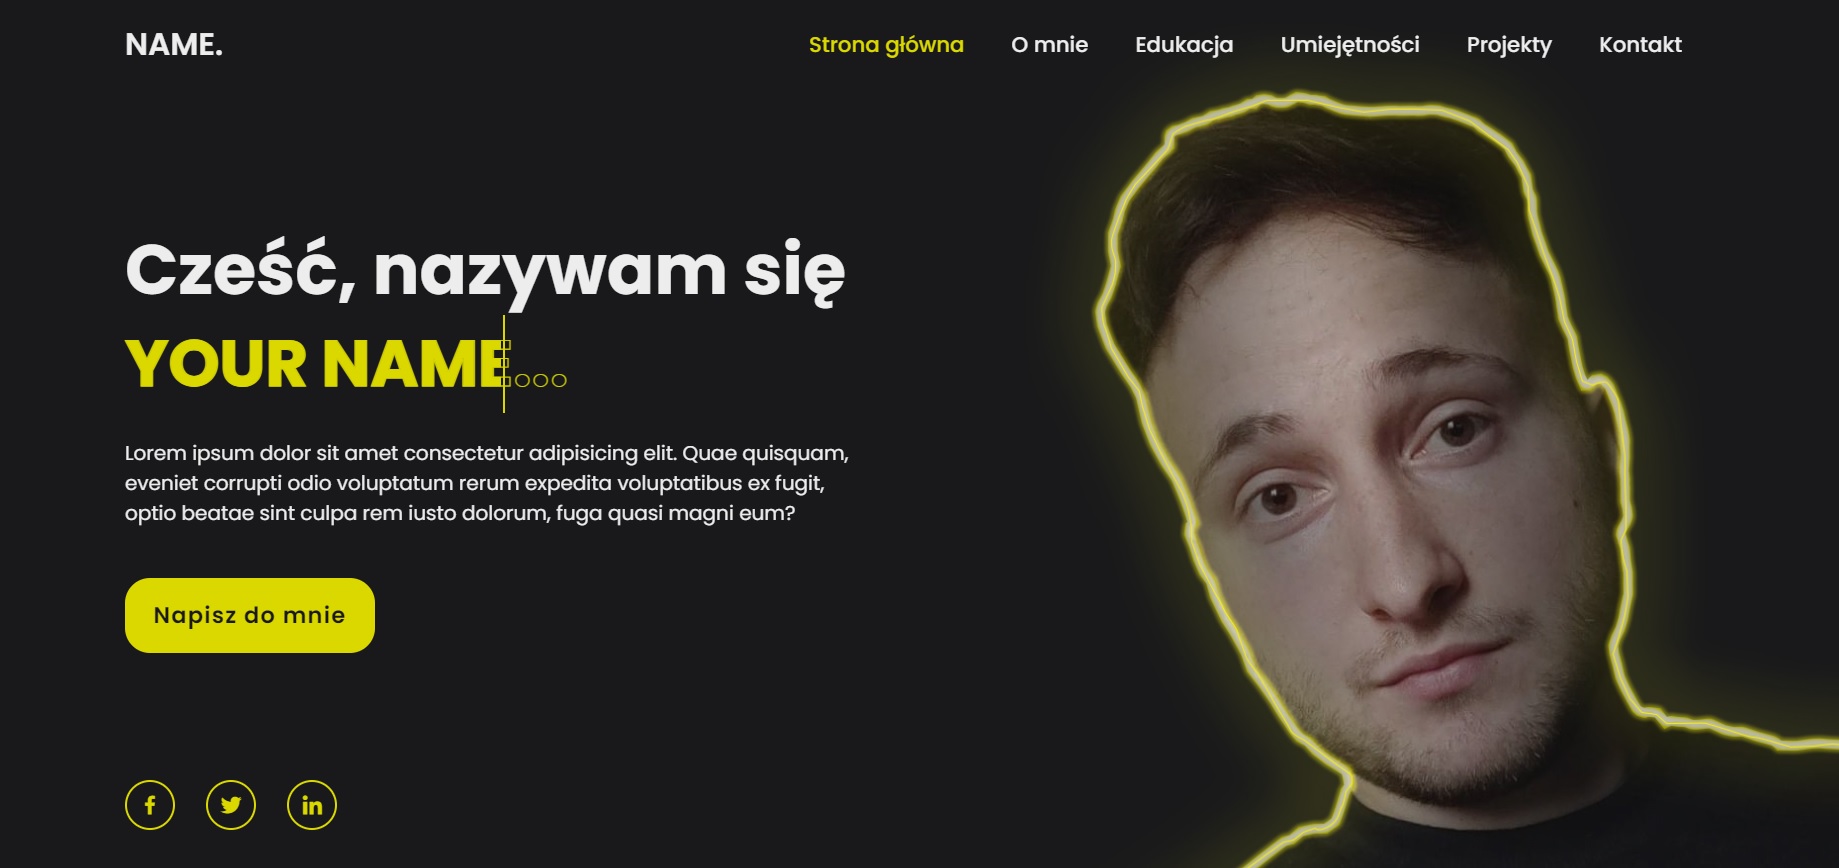 NAME.
Strona główna O mnie Edukacja Umiejętności Projekty Kontakt
Cześć, nazywam się
YOUR NAME
Lorem ipsum dolor sit amet consectetur adipisicing elit. Quae quisquam,
eveniet corrupti odio voluptatum rerum expedita voluptatibus ex fugit,
optio beatae sint culpa rem iusto dolorum, fuga quasi magni eum?
Napisz do mnie